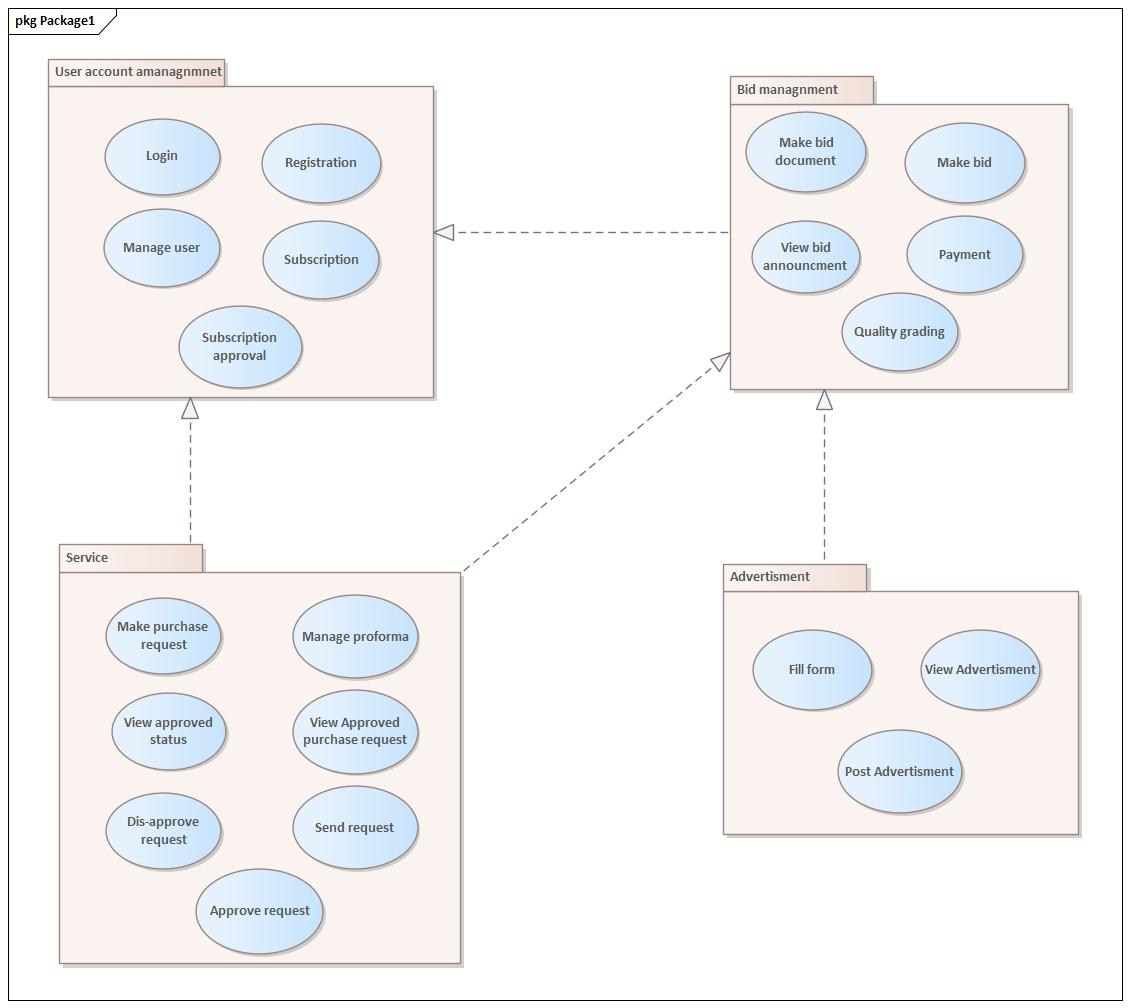 pkg Package1
User account amanagnmnet
Login
Registration
Manage user
Subscription
Subscription
approval
Bid managnment
Make bid
document
Make bid
View bid
announcment
Payment
Quality grading
Service
Make purchase
request
Manage proforma
View approved
status
View Approved
purchase request
Dis-approve
request
Send request
Approve request
Advertisment
Fill form
View Advertisment
Post Advertisment